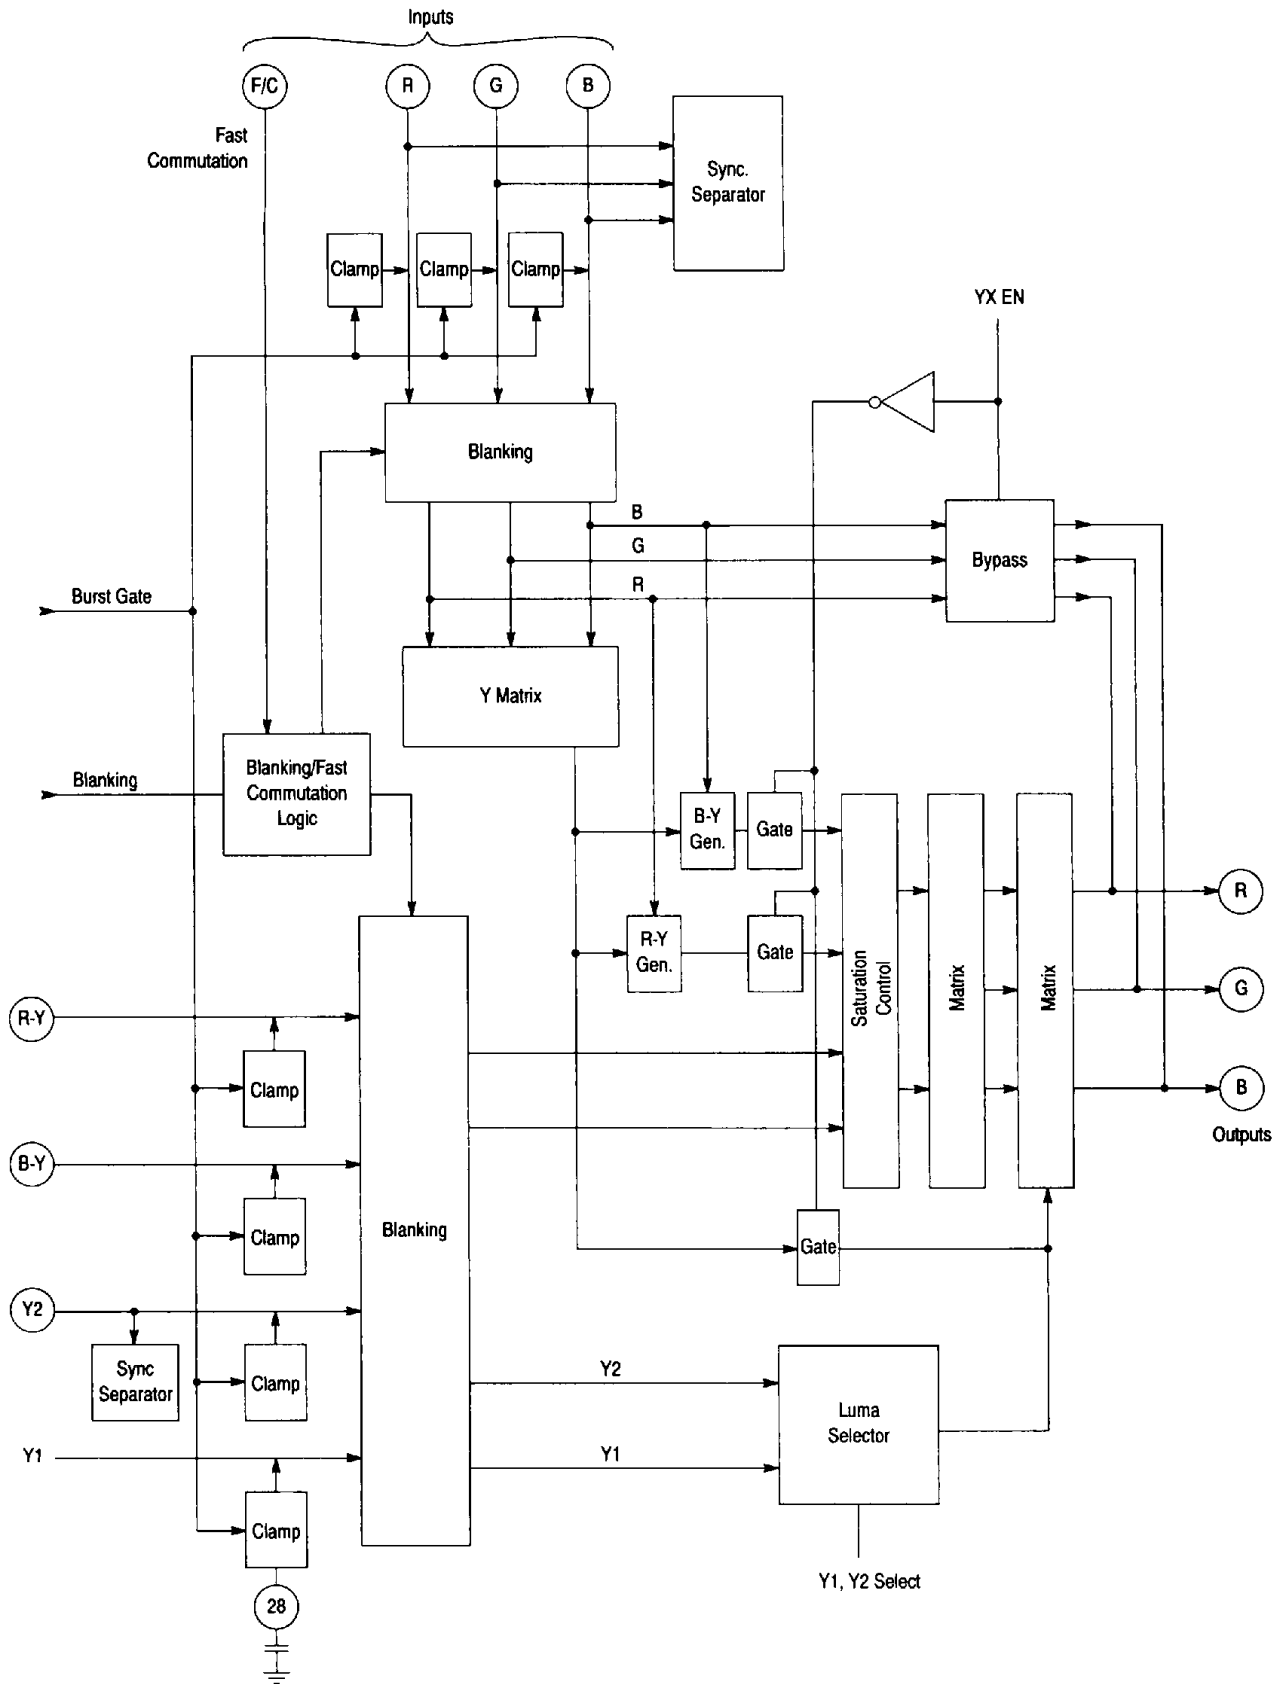 Inputs
F/C
R
G
B
Fast
Commutation
Sync.
Separator
Clamp
Clamp
Clamp
YX EN
Blanking
B
G
R
Bypass
Burst Gate
Y Matrix
Blanking
Blanking/Fast
Commutation
Logic
B-Y
Gen.
Gate
R-Y
Gen.
Gate
Saturation
Control
Matrix
Matrix
R
G
B
Outputs
R-Y
Clamp
B-Y
Clamp
Blanking
Gate
Y2
Sync
Separator
Clamp
Y2
Luma
Selector
Y1
Y1
Clamp
28
Y1, Y2 Select